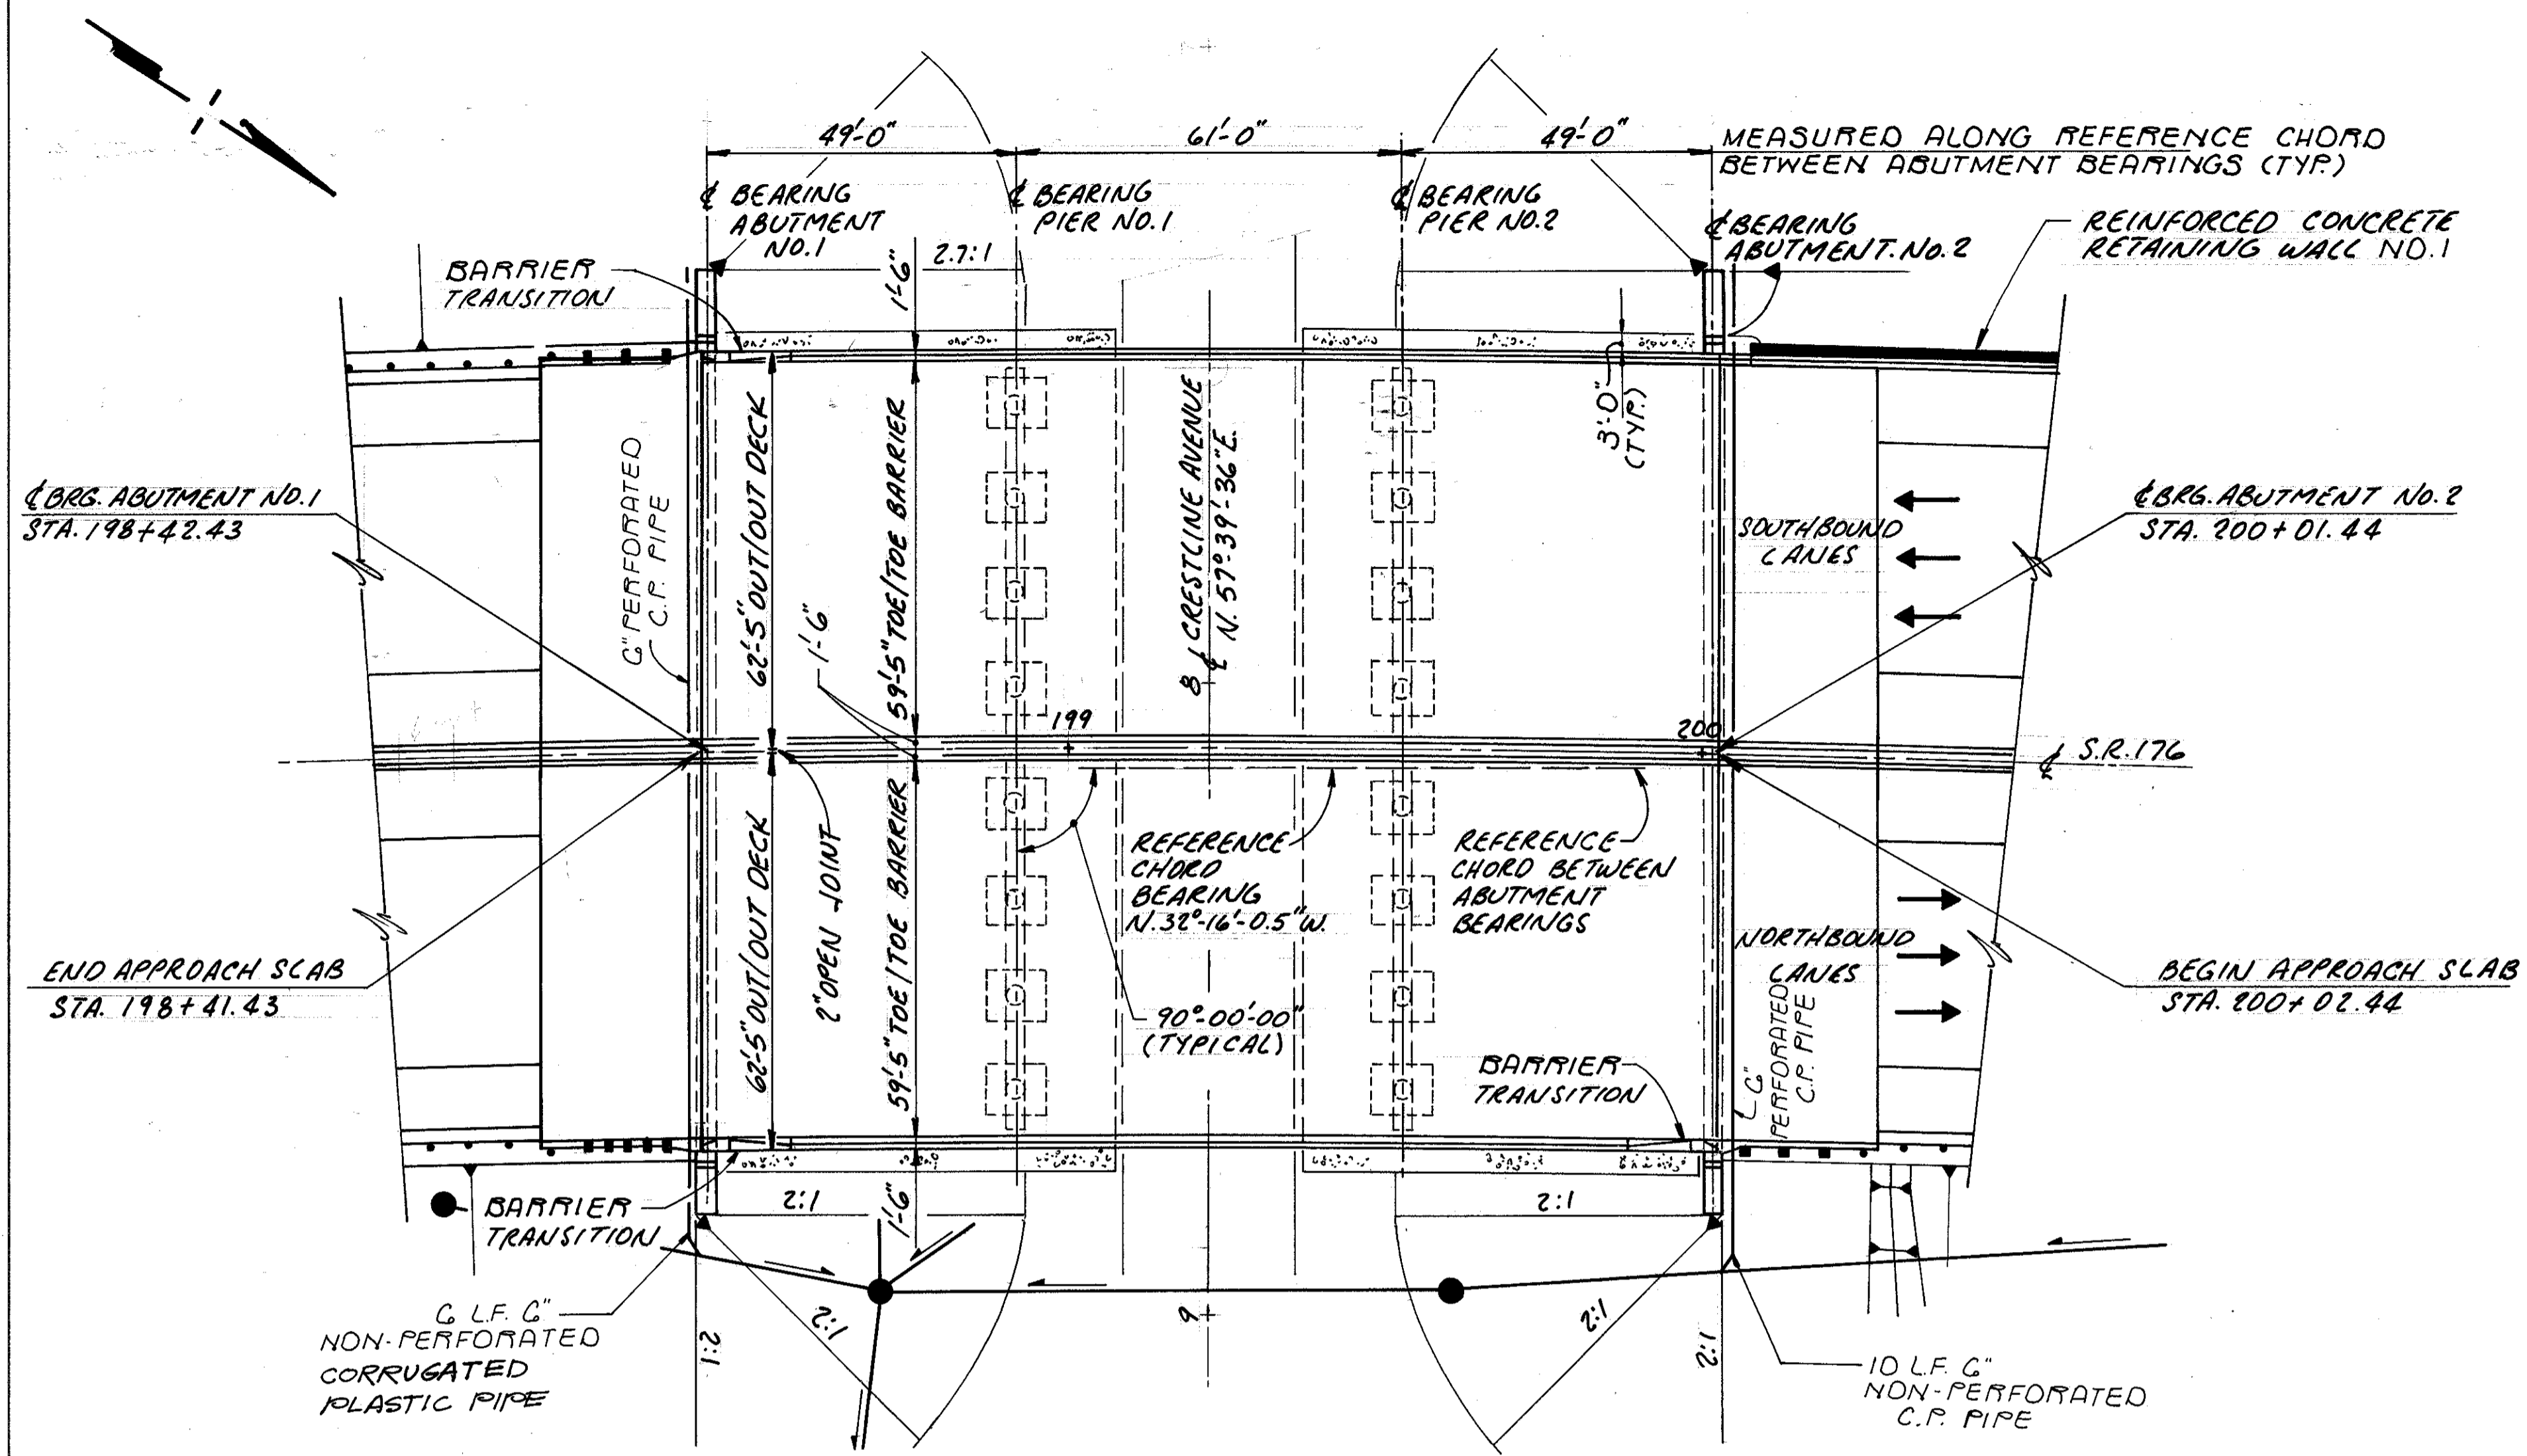 49'-0"
61'-0"
49'-0"
MEASURED ALONG REFERENCE CHORD
BETWEEN ABUTMENT BEARINGS (TYP.)
℄ BEARING
ABUTMENT
NO.1
℄ BEARING
PIER NO.1
℄ BEARING
PIER NO.2
℄ BEARING
ABUTMENT. NO.2
REINFORCED CONCRETE
RETAINING WALL NO.1
BARRIER
TRANSITION
1'-6"
2.7:1
3'-0"
(TYP.)
℄ BRG. ABUTMENT NO.1
STA. 198+42.43
6" PERFORATED
C.P. PIPE
62'-5" OUT/OUT DECK
1'-6"
59'-5" TOE/TOE BARRIER
8
℄ CRESTLINE AVENUE
N. 57°-39'-36" E.
SOUTHBOUND
LANES
℄ BRG. ABUTMENT NO.2
STA. 200+01.44
199
200
℄ S.R.176
END APPROACH SLAB
STA. 198+41.43
62'-5" OUT/OUT DECK
2" OPEN JOINT
59'-5" TOE/TOE BARRIER
REFERENCE
CHORD
BEARING
N.32°-16'-0.5" W.
REFERENCE
CHORD BETWEEN
ABUTMENT
BEARINGS
90°-00'-00"
(TYPICAL)
NORTHBOUND
LANES
BEGIN APPROACH SLAB
STA. 200+02.44
BARRIER
TRANSITION
6"
PERFORATED
C.P. PIPE
BARRIER
TRANSITION
2:1
1'-6"
2:1
6 L.F. 6"
NON-PERFORATED
CORRUGATED
PLASTIC PIPE
2:1
2:1
9
2:1
2:1
10 L.F. 6"
NON-PERFORATED
C.P. PIPE